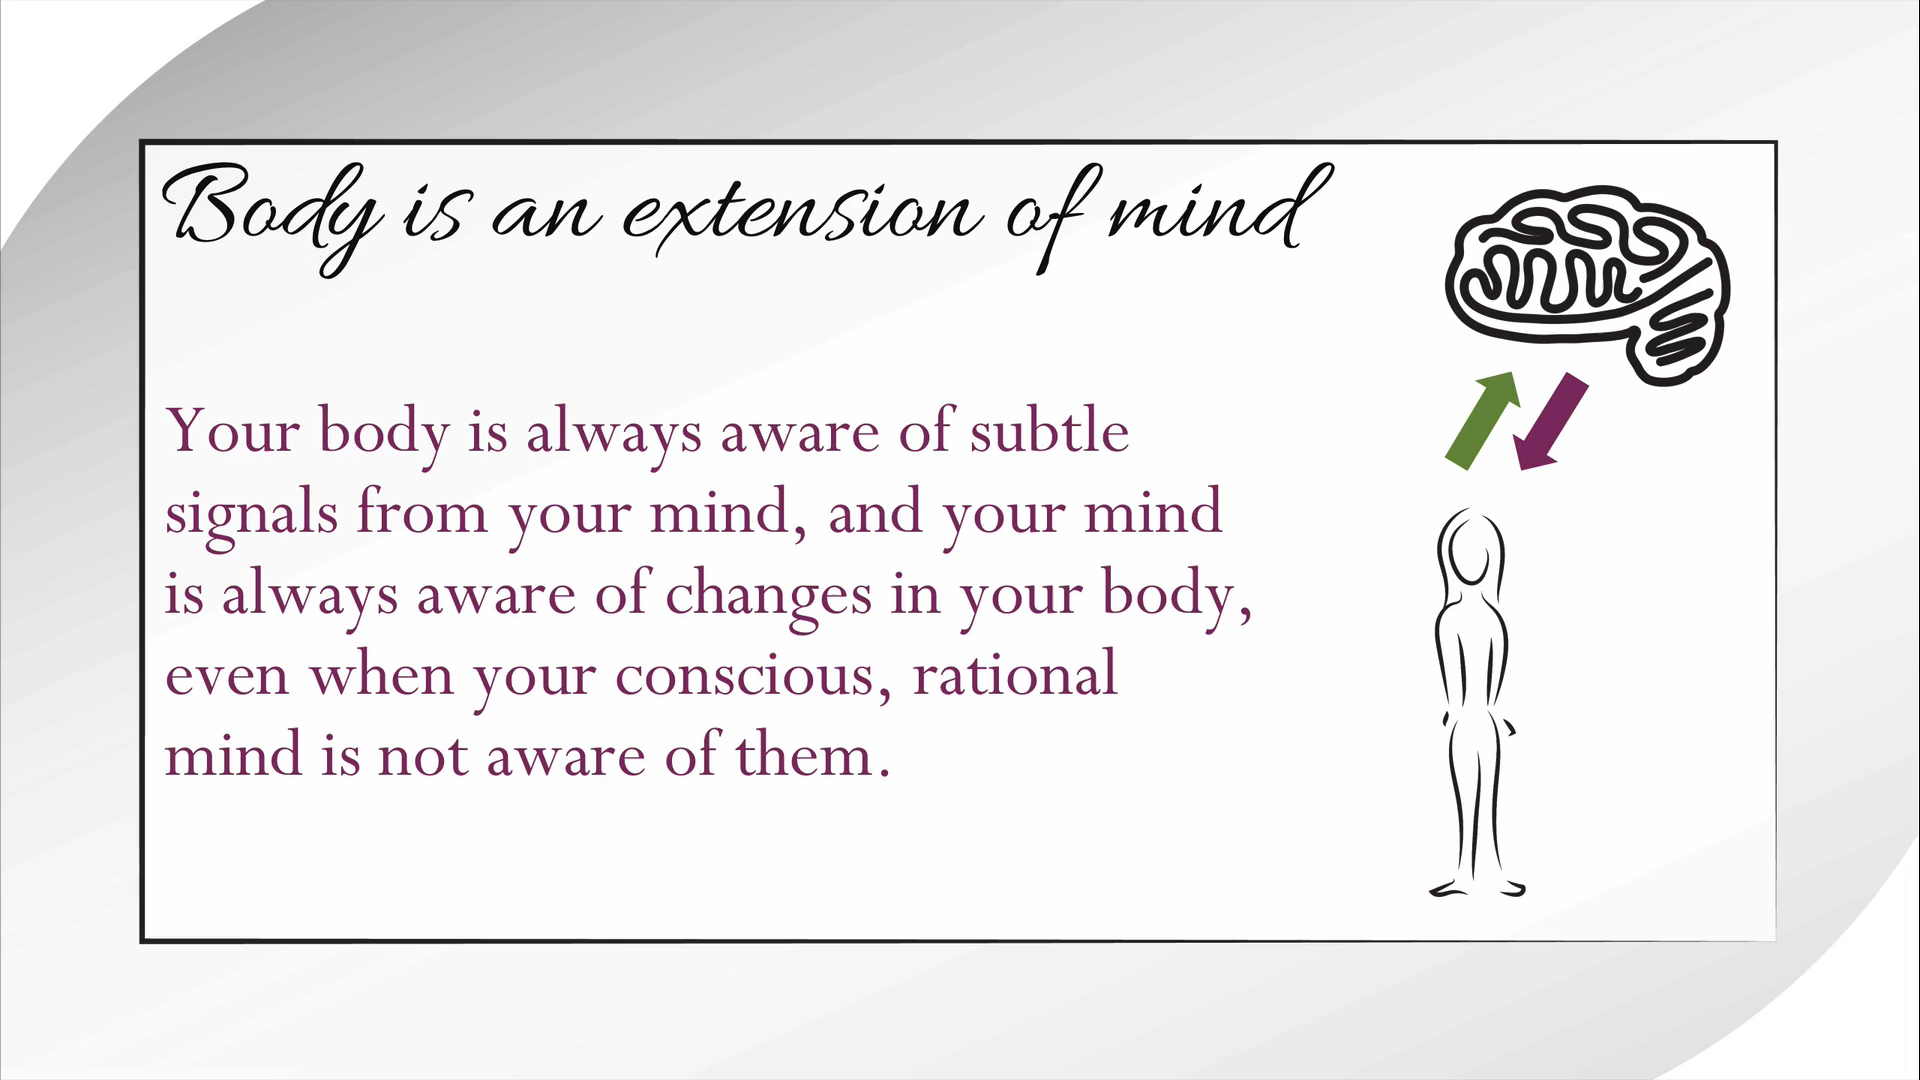 Body is an extension of mind
Your body is always aware of subtle
signals from your mind, and your mind
is always aware of changes in your body,
even when your conscious, rational
mind is not aware of them.